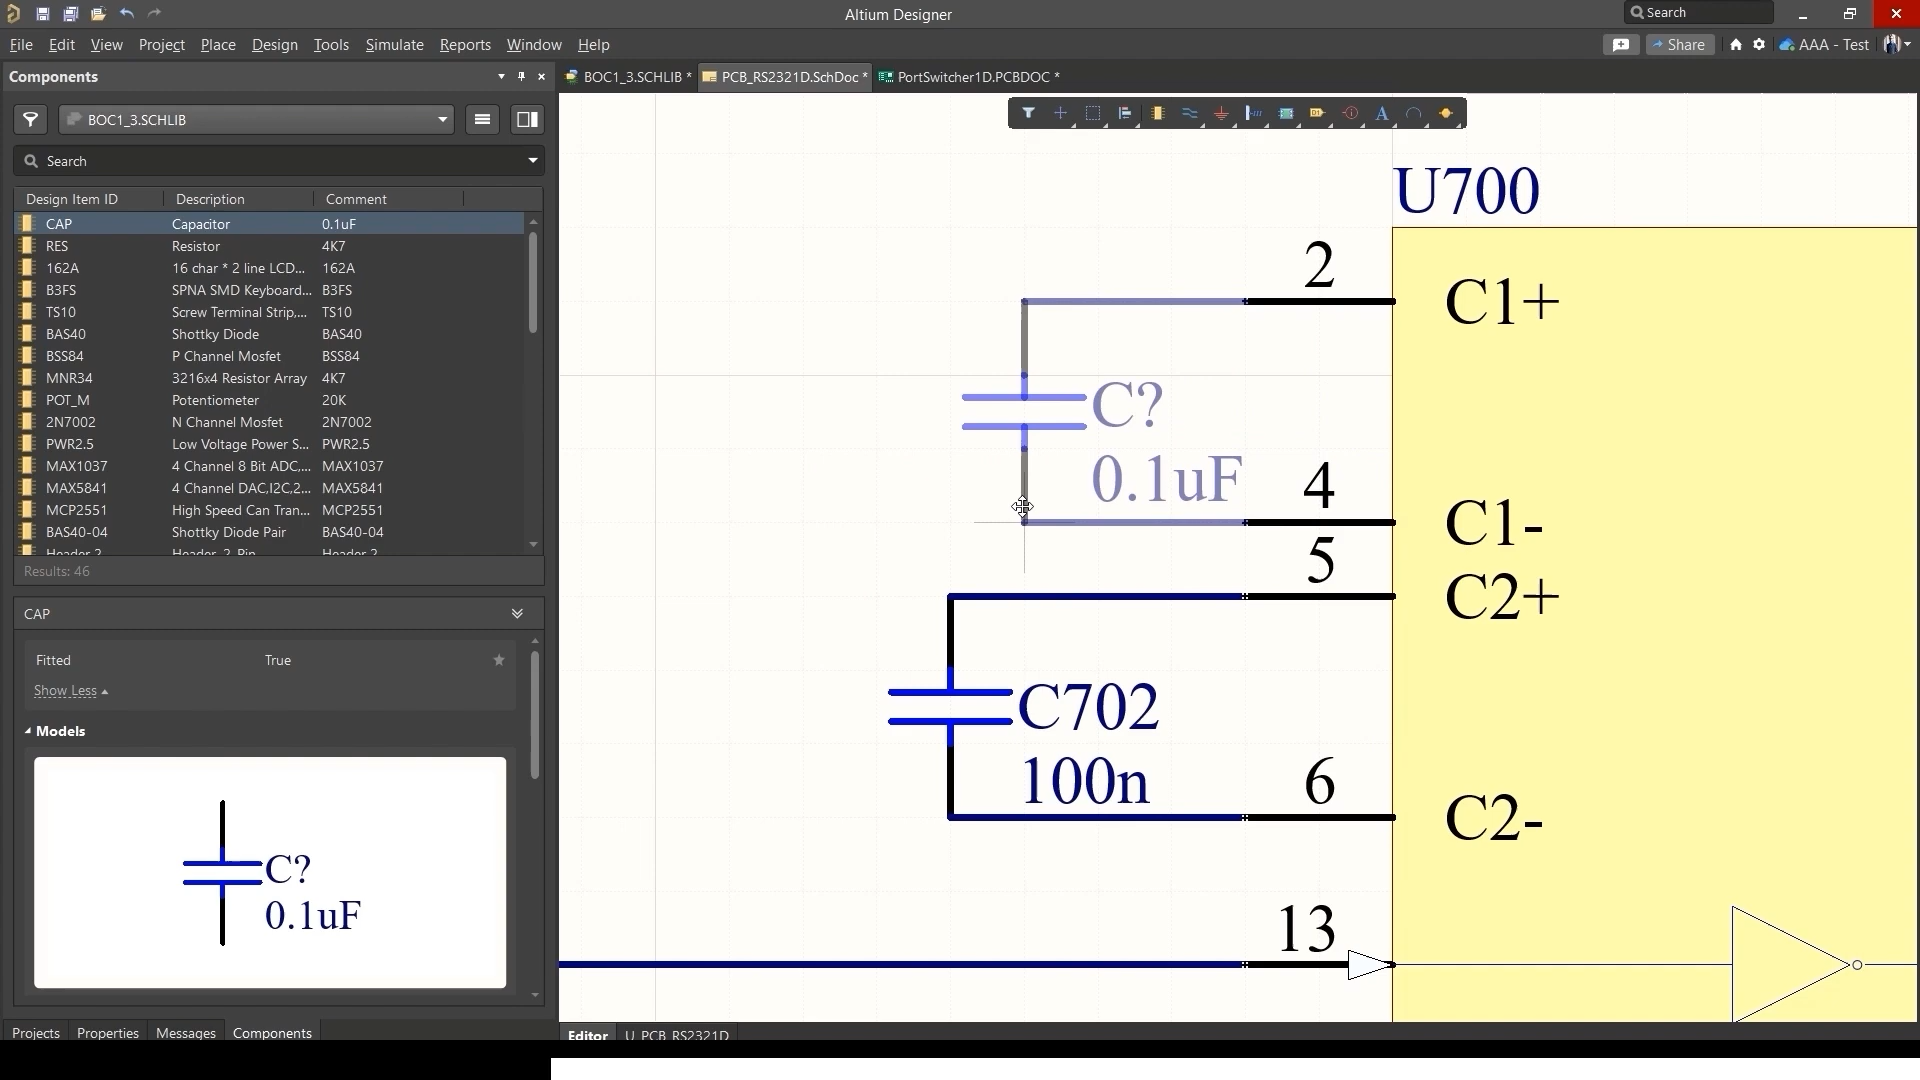 Altium Designer
Search
File Edit View Project Place Design Tools Simulate Reports Window Help
Share
AAA - Test
Components
BOC1_3.SCHLIB *
PCB_RS2321D.SchDoc *
PortSwitcher1D.PCBDOC *
BOC1_3.SCHLIB
Search
Design Item ID Description Comment
CAP Capacitor 0.1uF
RES Resistor 4K7
162A 16 char * 2 line LCD... 162A
B3FS SPNA SMD Keyboard... B3FS
TS10 Screw Terminal Strip,... TS10
BAS40 Shottky Diode BAS40
BSS84 P Channel Mosfet BSS84
MNR34 3216x4 Resistor Array 4K7
POT_M Potentiometer 20K
2N7002 N Channel Mosfet 2N7002
PWR2.5 Low Voltage Power S... PWR2.5
MAX1037 4 Channel 8 Bit ADC,... MAX1037
MAX5841 4 Channel DAC,I2C,2... MAX5841
MCP2551 High Speed Can Tran... MCP2551
BAS40-04 Shottky Diode Pair BAS40-04
Header 2 Header, 2-Pin Header 2
Results: 46
CAP
Fitted True
Show Less
Models
C?
0.1uF
Projects Properties Messages Components
U700
2
C1+
C?
0.1uF
4
C1-
5
C2+
C702
100n
6
C2-
13
Editor U_PCB_RS2321D